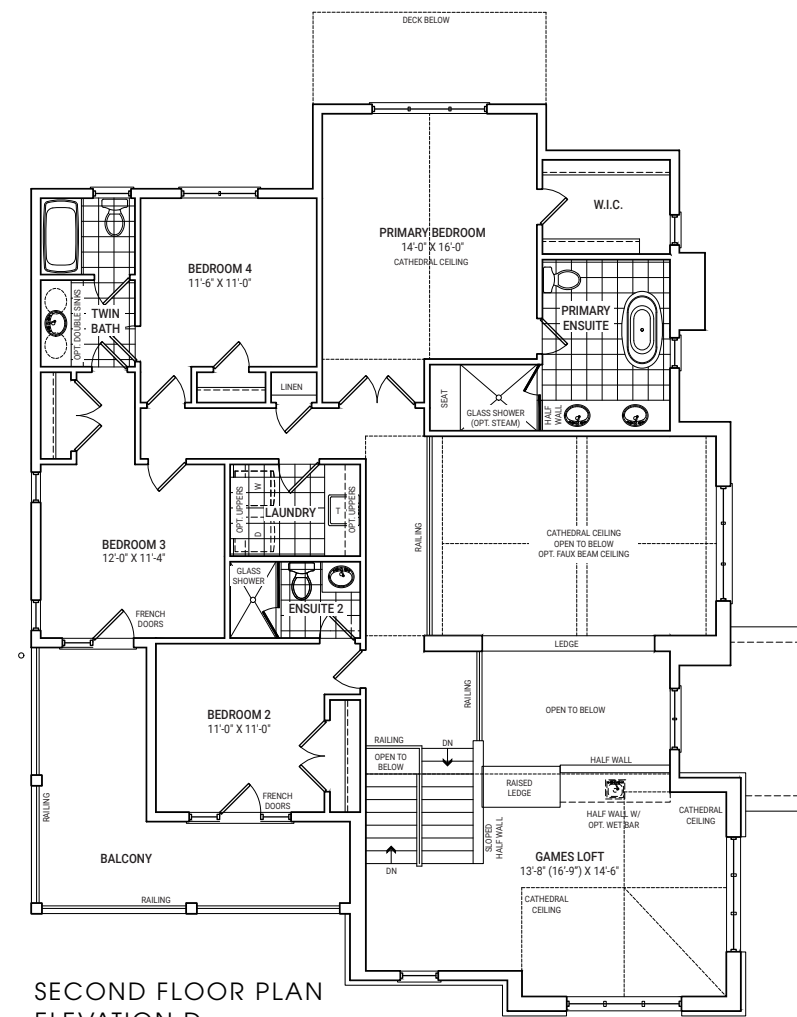 DECK BELOW
W.I.C.
PRIMARY BEDROOM
14'-0" X 16'-0"
CATHEDRAL CEILING
BEDROOM 4
11'-6" X 11'-0"
OPT. DOUBLE SINKS
TWIN
BATH
PRIMARY
ENSUITE
LINEN
SEAT
GLASS SHOWER
(OPT. STEAM)
HALF
WALL
OPT. UPPERS
W
D
LAUNDRY
T
OPT. UPPERS
RAILING
CATHEDRAL CEILING
OPEN TO BELOW
OPT. FAUX BEAM CEILING
BEDROOM 3
12'-0" X 11'-4"
GLASS
SHOWER
ENSUITE 2
FRENCH
DOORS
LEDGE
RAILING
OPEN TO BELOW
BEDROOM 2
11'-0" X 11'-0"
RAILING
DN
OPEN TO
BELOW
HALF WALL
RAISED
LEDGE
FRENCH
DOORS
RAILING
HALF WALL W/
OPT. WET BAR
CATHEDRAL
CEILING
SLOPED
HALF WALL
BALCONY
DN
GAMES LOFT
13'-8" (16'-9") X 14'-6"
RAILING
CATHEDRAL
CEILING
SECOND FLOOR PLAN
ELEVATION D